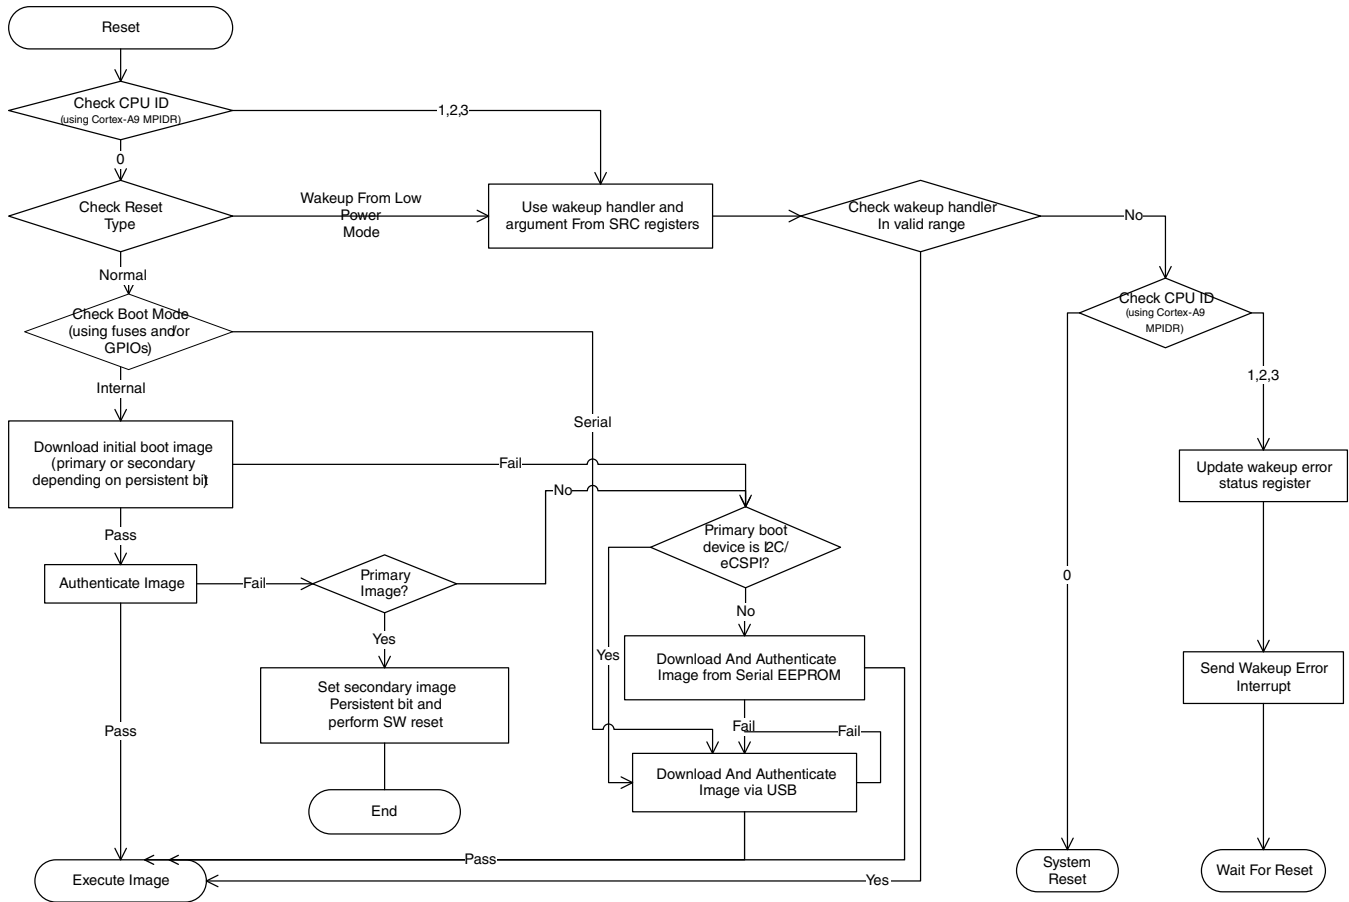 Reset
Check CPU ID
(using Cortex-A9 MPIDR)
1,2,3
0
Check Reset
Type
Wakeup From Low
Power
Mode
Use wakeup handler and
argument From SRC registers
Check wakeup handler
In valid range
No
Normal
Check Boot Mode
(using fuses and/or
GPIOs)
Check CPU ID
(using Cortex-A9
MPIDR)
Internal
1,2,3
Serial
Download initial boot image
(primary or secondary
depending on persistent bit)
Fail
No
Update wakeup error
status register
Pass
Primary boot
device is I2C/
eCSPI?
Authenticate Image
Fail
Primary
Image?
0
No
Yes
Yes
Download And Authenticate
Image from Serial EEPROM
Send Wakeup Error
Interrupt
Set secondary image
Persistent bit and
perform SW reset
Pass
Fail
Fail
Download And Authenticate
Image via USB
End
Pass
Execute Image
Yes
System
Reset
Wait For Reset